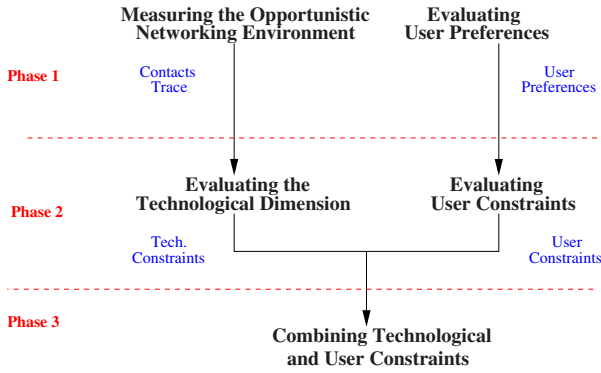 Measuring the Opportunistic
Networking Environment
Evaluating
User Preferences
Phase 1
Contacts
Trace
User
Preferences
Evaluating the
Technological Dimension
Evaluating
User Constraints
Phase 2
Tech.
Constraints
User
Constraints
Phase 3
Combining Technological
and User Constraints